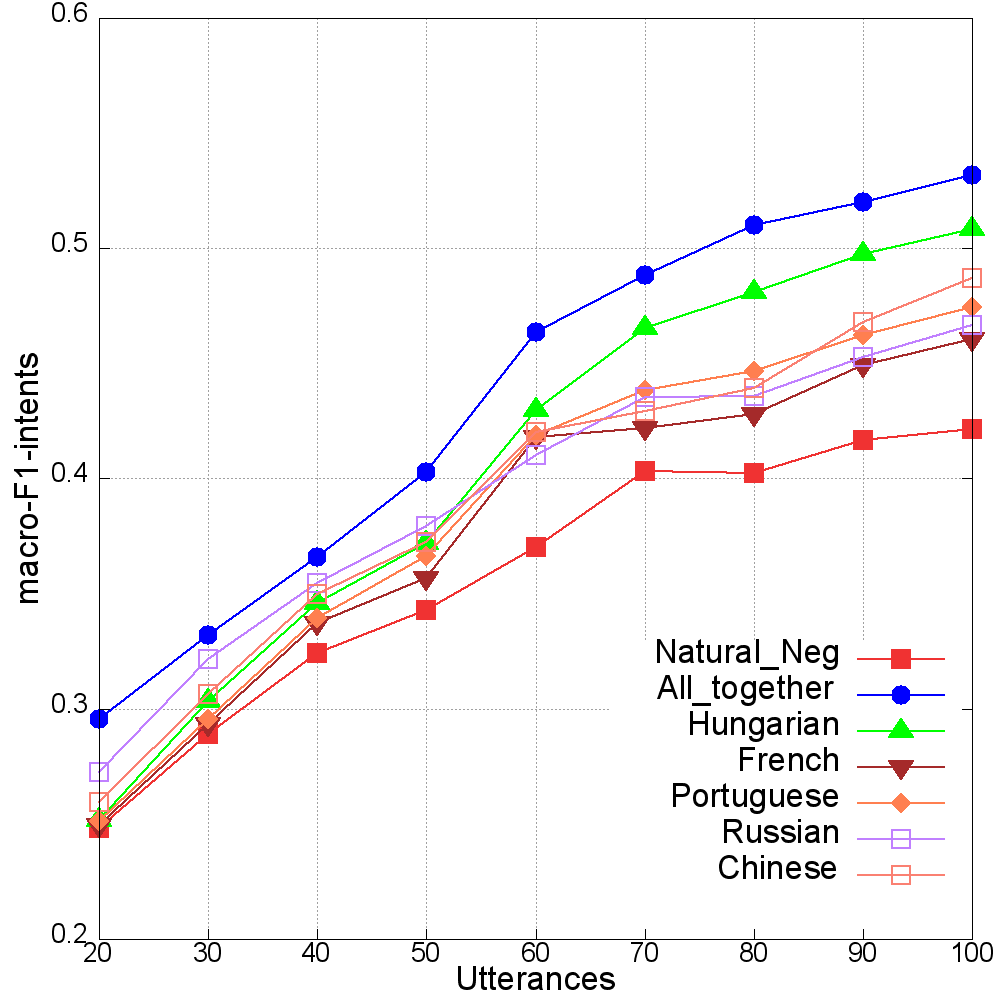 0.6
0.5
0.4
0.3
0.2
macro-F1-intents
Natural_Neg
All_together
Hungarian
French
Portuguese
Russian
Chinese
20 30 40 50 60 70 80 90 100
Utterances